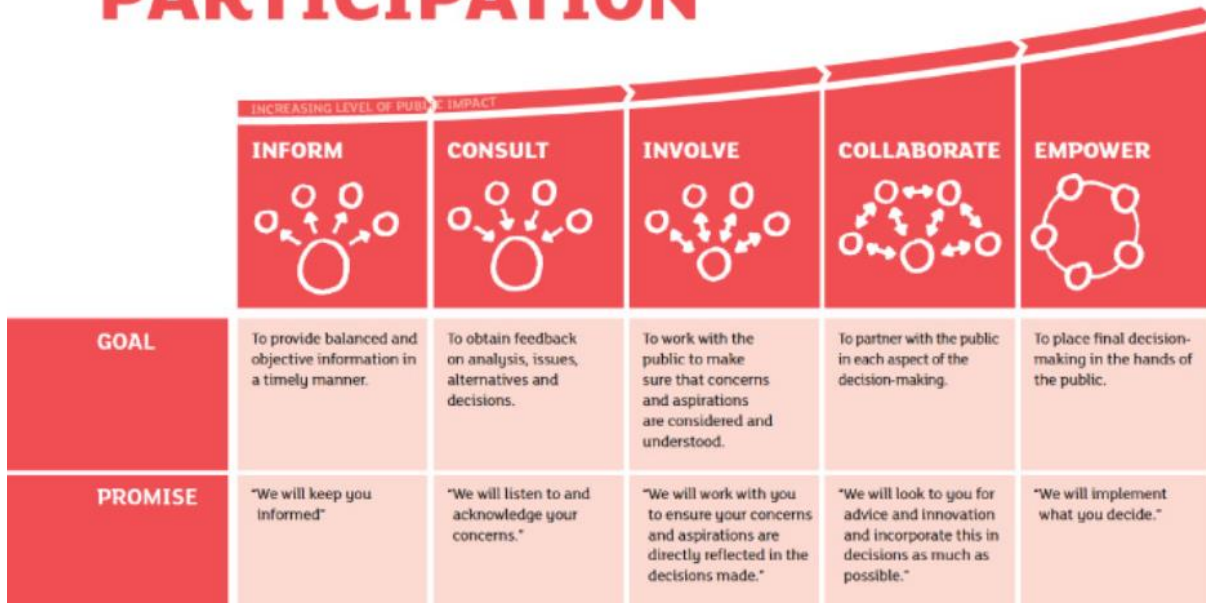 PARTICIPATION
INCREASING LEVEL OF PUBLIC IMPACT
INFORM
CONSULT
INVOLVE
COLLABORATE
EMPOWER
GOAL
To provide balanced and
objective information in
a timely manner.
To obtain feedback
on analysis, issues,
alternatives and
decisions.
To work with the
public to make
sure that concerns
and aspirations
are considered and
understood.
To partner with the public
in each aspect of the
decision-making.
To place final decision-
making in the hands of
the public.
PROMISE
"We will keep you
informed"
"We will listen to and
acknowledge your
concerns."
"We will work with you
to ensure your concerns
and aspirations are
directly reflected in the
decisions made."
"We will look to you for
advice and innovation
and incorporate this in
decisions as much as
possible."
"We will implement
what you decide."